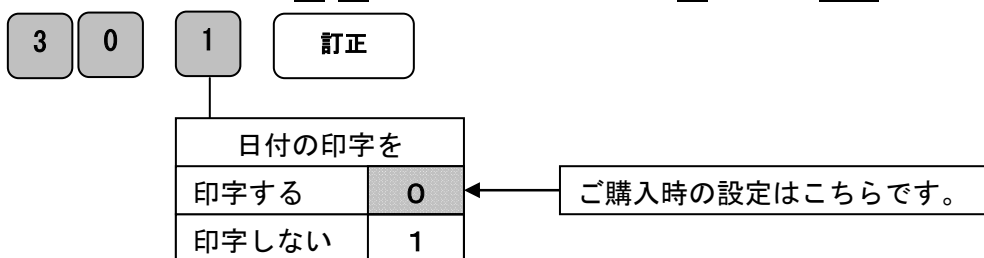 3 0 1 訂正
日付の印字を
印字する 0 ご購入時の設定はこちらです。
印字しない 1